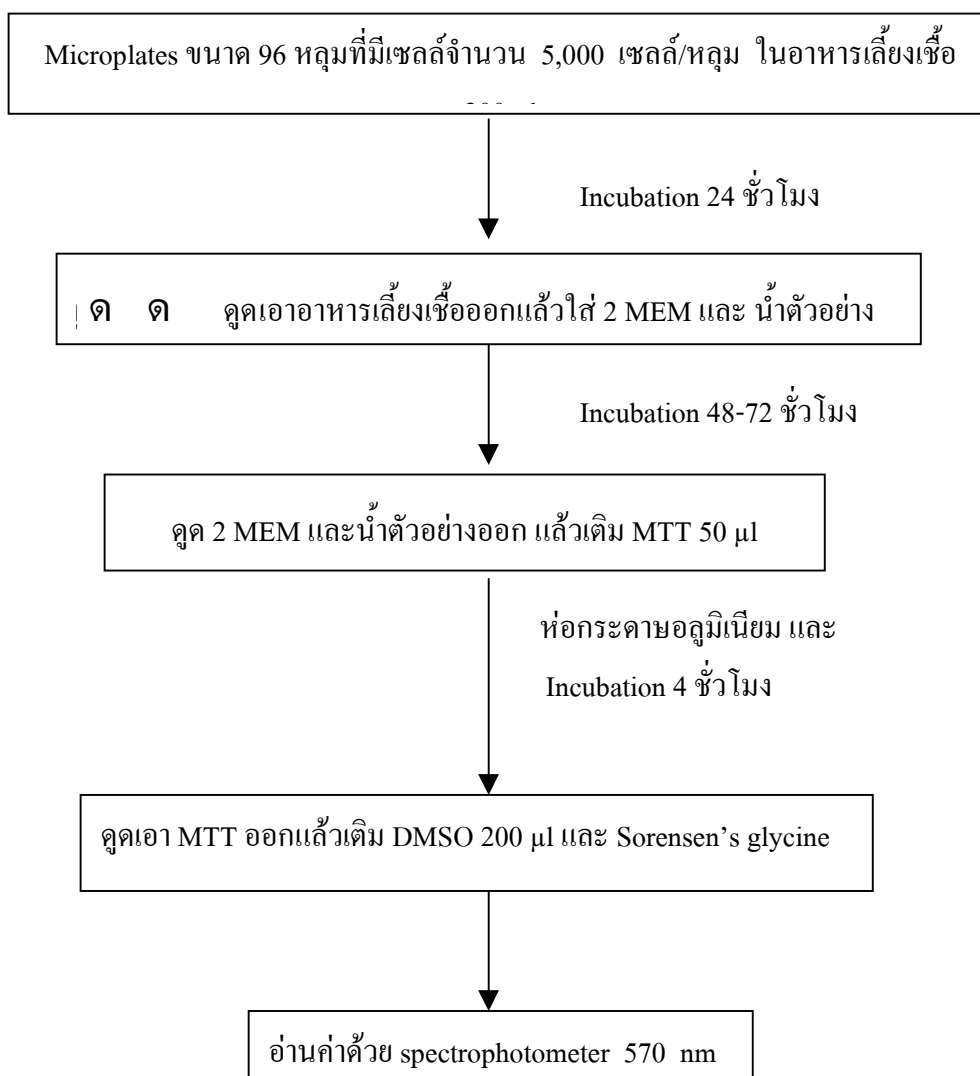 Microplates ขนาด 96 หลุมที่มีเซลล์จำนวน 5,000 เซลล์/หลุม ในอาหารเลี้ยงเชื้อ
Incubation 24 ชั่วโมง
ด ด ดูดเอาอาหารเลี้ยงเชื้อออกแล้วใส่ 2 MEM และ น้ำตัวอย่าง
Incubation 48-72 ชั่วโมง
ดูด 2 MEM และน้ำตัวอย่างออก แล้วเติม MTT 50 µl
ห่อกระดาษอลูมิเนียม และ
Incubation 4 ชั่วโมง
ดูดเอา MTT ออกแล้วเติม DMSO 200 µl และ Sorensen’s glycine
อ่านค่าด้วย spectrophotometer 570 nm